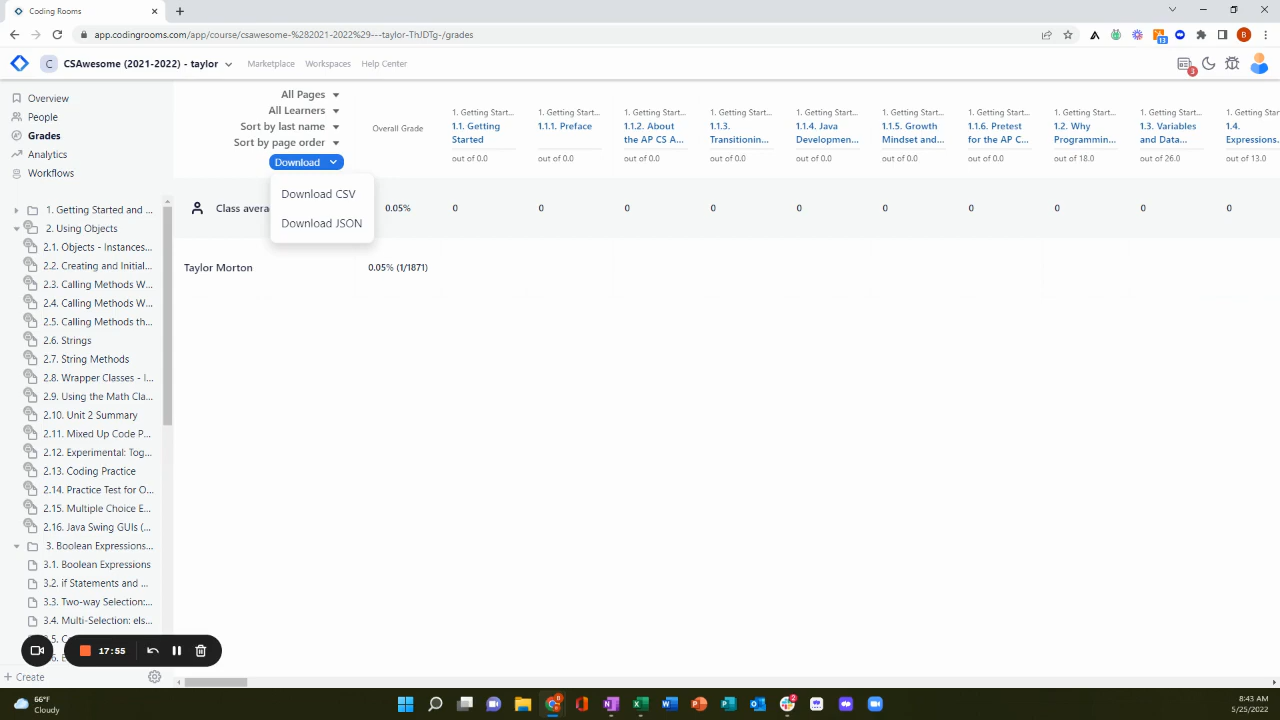 Coding Rooms
app.codingrooms.com/app/course/csawesome-%282021-2022%29---taylor-ThJDTg-/grades
B
13
C CSAwesome (2021-2022) - taylor Marketplace Workspaces Help Center
3
Overview
People
Grades
Analytics
Workflows
1. Getting Started and ...
2. Using Objects
2.1. Objects - Instances...
2.2. Creating and Initial...
2.3. Calling Methods W...
2.4. Calling Methods W...
2.5. Calling Methods th...
2.6. Strings
2.7. String Methods
2.8. Wrapper Classes - I...
2.9. Using the Math Cla...
2.10. Unit 2 Summary
2.11. Mixed Up Code P...
2.12. Experimental: Tog...
2.13. Coding Practice
2.14. Practice Test for O...
2.15. Multiple Choice E...
2.16. Java Swing GUIs (...
3. Boolean Expressions...
3.1. Boolean Expressions
3.2. if Statements and ...
3.3. Two-way Selection:...
3.4. Multi-Selection: els...
Create
17:55
All Pages
All Learners
Sort by last name
Sort by page order
Download
Download CSV
Download JSON
Overall Grade
1. Getting Start... 1. Getting Start... 1. Getting Start... 1. Getting Start... 1. Getting Start... 1. Getting Start... 1. Getting Start... 1. Getting Start... 1. Getting Start... 1. Getting Start
1.1. Getting 1.1.1. Preface 1.1.2. About 1.1.3. 1.1.4. Java 1.1.5. Growth 1.1.6. Pretest 1.2. Why 1.3. Variables 1.4.
Started the AP CS A... Transitionin... Developmen... Mindset and... for the AP C... Programmin... and Data... Expressions.
out of 0.0 out of 0.0 out of 0.0 out of 0.0 out of 0.0 out of 0.0 out of 0.0 out of 18.0 out of 26.0 out of 13.0
Class avera 0.05% 0 0 0 0 0 0 0 0 0 0
Taylor Morton 0.05% (1/1871)
66°F
Cloudy
2
8:43 AM
5/25/2022